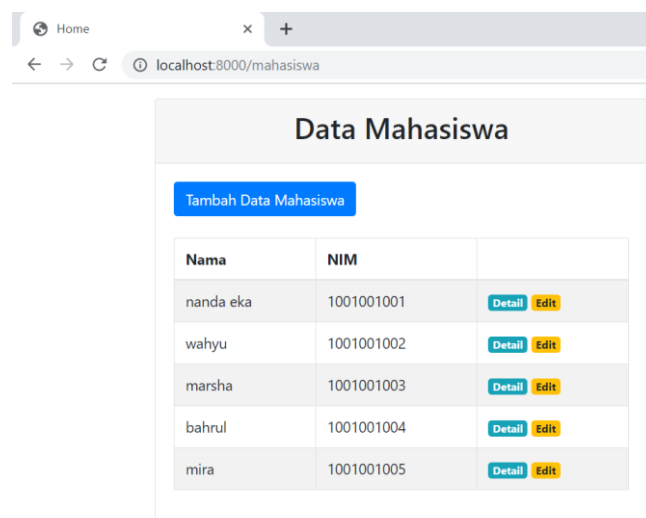 Home
localhost:8000/mahasiswa
Data Mahasiswa
Tambah Data Mahasiswa
Nama NIM
nanda eka 1001001001 Detail Edit
wahyu 1001001002 Detail Edit
marsha 1001001003 Detail Edit
bahrul 1001001004 Detail Edit
mira 1001001005 Detail Edit